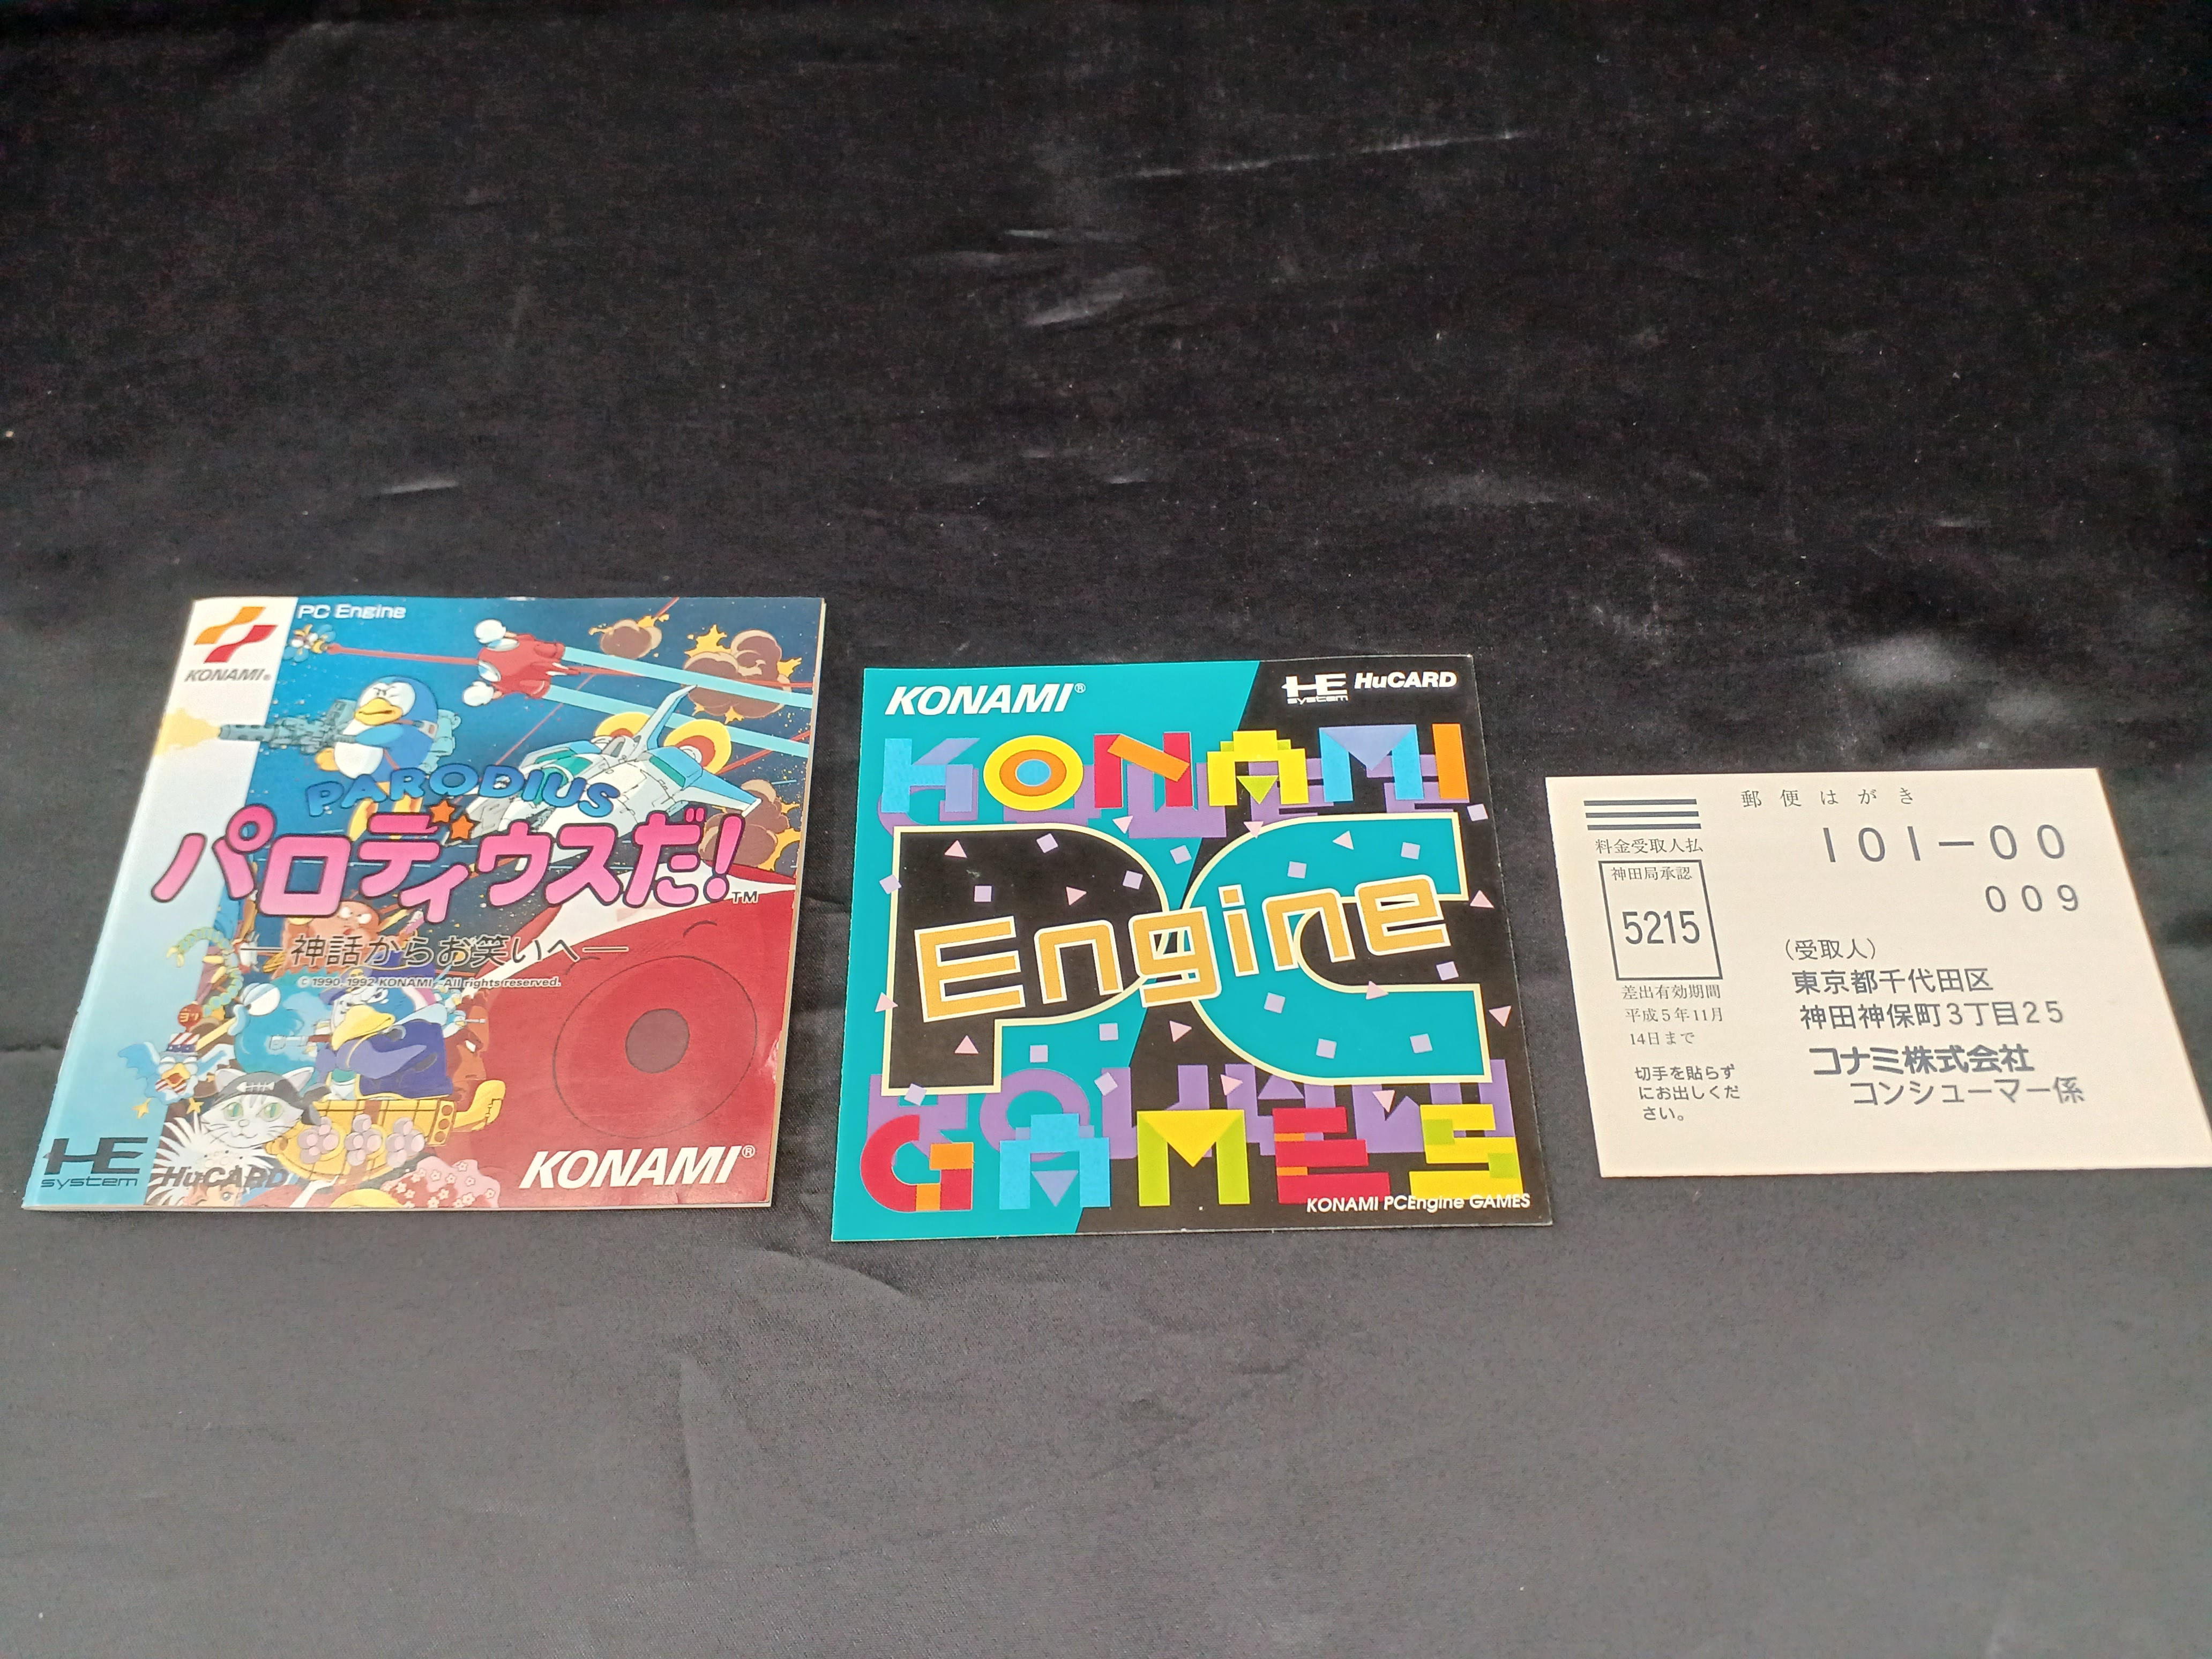 KONAMI®
PC Engine
PARODIUS
パロディウスだ!™
—神話からお笑いへ—
© 1990, 1992 KONAMI All rights reserved.
HE system
HuCARD
KONAMI®
KONAMI®
HE system HuCARD
KONAMI
PC
Engine
GAMES
KONAMI PCEngine GAMES
郵便はがき
101-00
009
料金受取人払
神田局承認
5215
差出有効期間
平成5年11月
14日まで
切手を貼らず
にお出しくだ
さい。
(受取人)
東京都千代田区
神田神保町3丁目25
コナミ株式会社
コンシューマー係